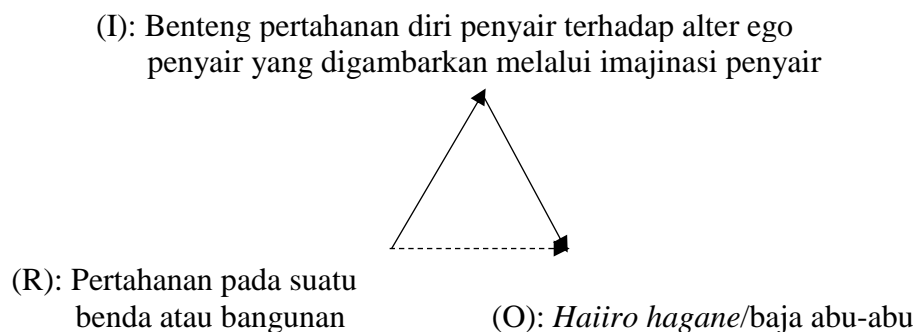 (I): Benteng pertahanan diri penyair terhadap alter ego
penyair yang digambarkan melalui imajinasi penyair
(R): Pertahanan pada suatu
benda atau bangunan
(O): Haiiro hagane/baja abu-abu